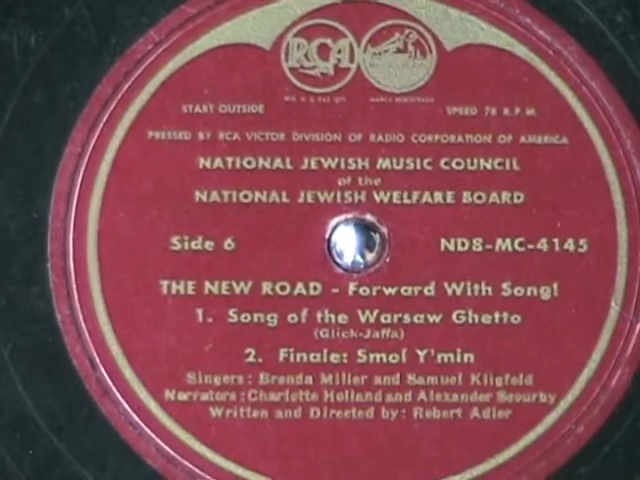 RCA
START OUTSIDE
SPEED 78 R.P.M.
PRESSED BY RCA VICTOR DIVISION OF RADIO CORPORATION OF AMERICA
NATIONAL JEWISH MUSIC COUNCIL
of the
NATIONAL JEWISH WELFARE BOARD
Side 6 ND8-MC-4145
THE NEW ROAD - Forward With Song!
1. Song of the Warsaw Ghetto
(Glick-Jaffa)
2. Finale: Smol Y'min
Singers: Brenda Miller and Samuel Kligfeld
Narrators: Charlotte Holland and Alexander Scourby
Written and Directed by: Robert Adler